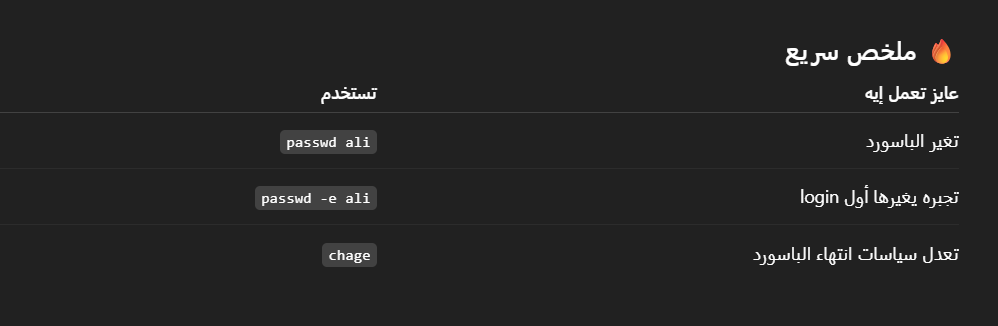 🔥 ملخص سريع
عايز تعمل إيه تستخدم
تغير الباسورد passwd ali
تجبره يغيرها أول login passwd -e ali
تعدل سياسات انتهاء الباسورد chage